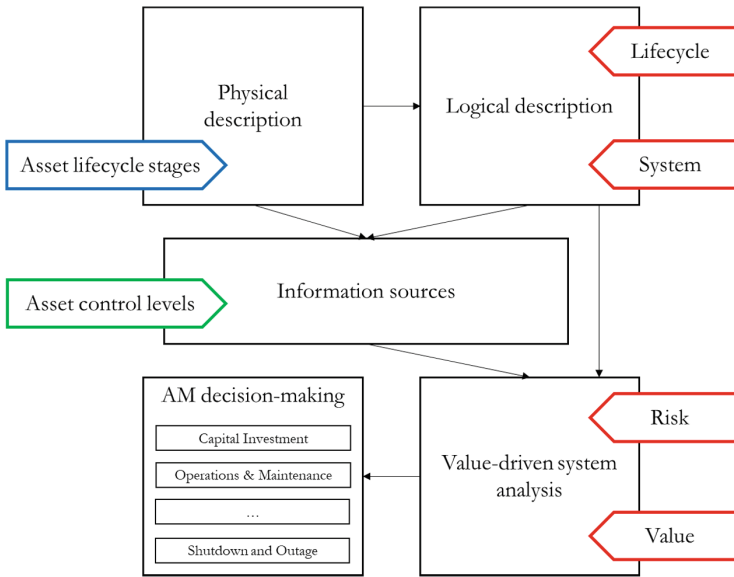 Physical
description
Logical description
Lifecycle
System
Asset lifecycle stages
Information sources
Asset control levels
AM decision-making
Capital Investment
Operations & Maintenance
…
Shutdown and Outage
Value-driven system
analysis
Risk
Value